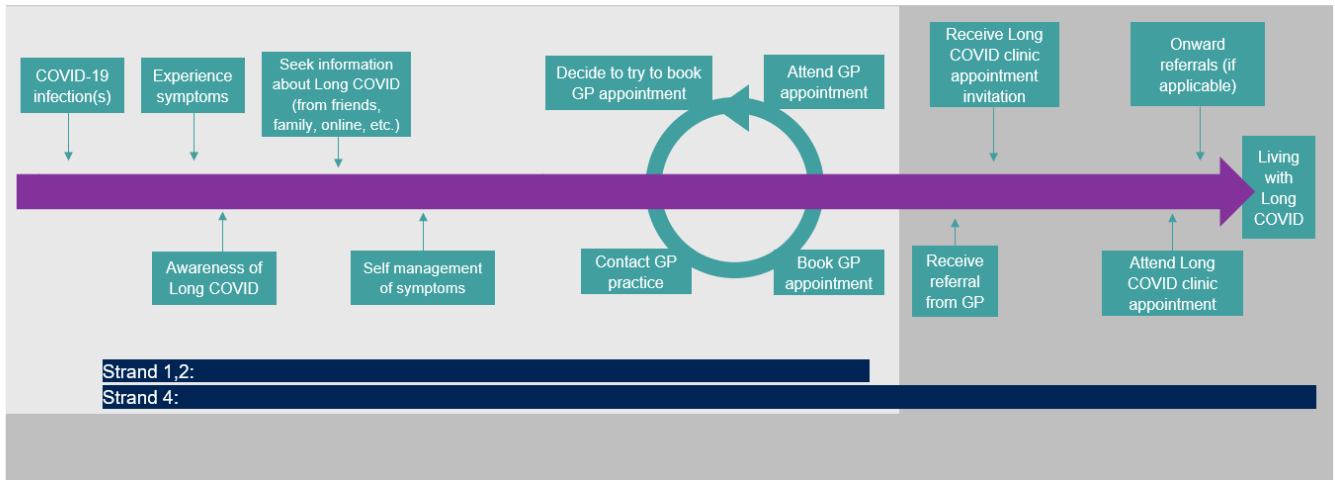 COVID-19
infection(s)
Experience
symptoms
Seek information
about Long COVID
(from friends,
family, online, etc.)
Decide to try to book
GP appointment
Attend GP
appointment
Receive Long
COVID clinic
appointment
invitation
Onward
referrals (if
applicable)
Living
with
Long
COVID
Awareness of
Long COVID
Self management
of symptoms
Contact GP
practice
Book GP
appointment
Receive
referral
from GP
Attend Long
COVID clinic
appointment
Strand 1,2:
Strand 4: